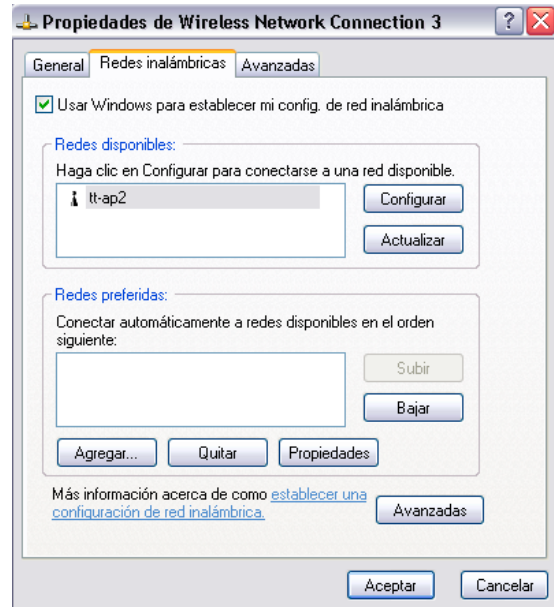 Propiedades de Wireless Network Connection 3
General Redes inalámbricas Avanzadas
Usar Windows para establecer mi config. de red inalámbrica
Redes disponibles:
Haga clic en Configurar para conectarse a una red disponible.
tt-ap2
Configurar
Actualizar
Redes preferidas:
Conectar automáticamente a redes disponibles en el orden
siguiente:
Subir
Bajar
Agregar... Quitar Propiedades
Más información acerca de como establecer una
configuración de red inalámbrica.
Avanzadas
Aceptar Cancelar